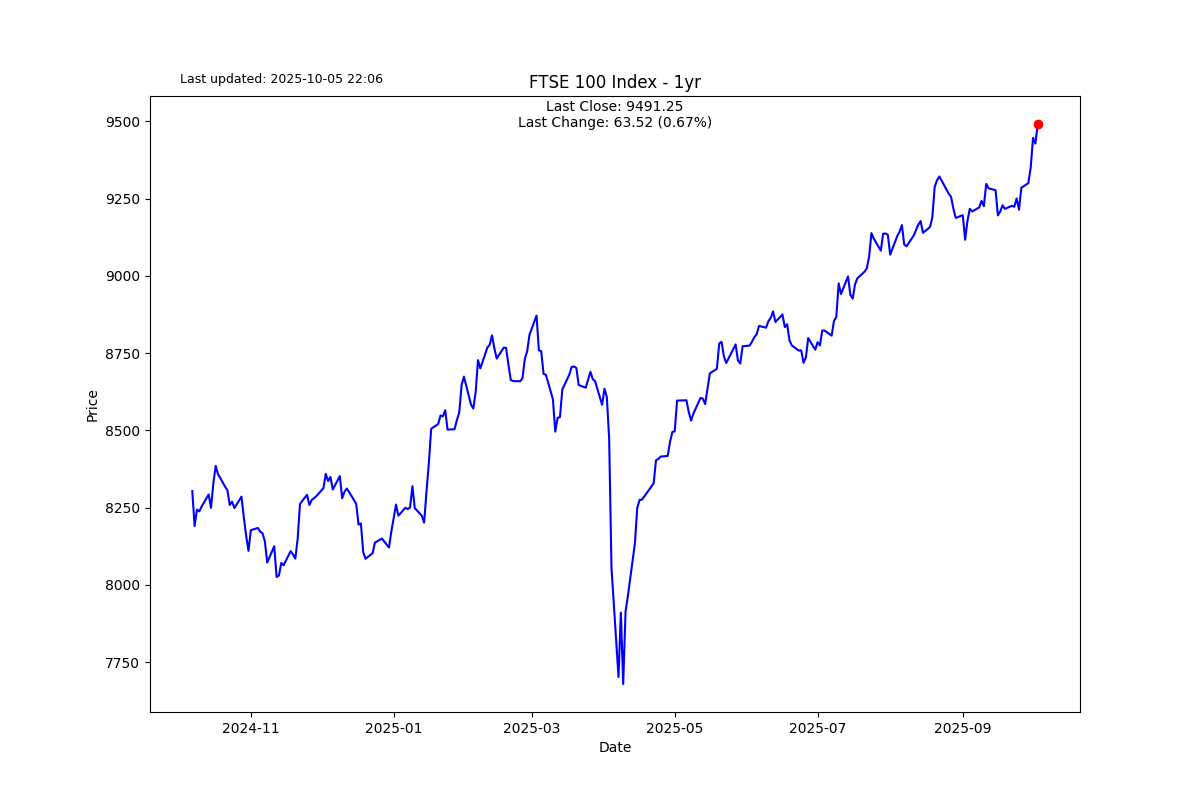 Last updated: 2025-10-05 22:06
FTSE 100 Index - 1yr
Last Close: 9491.25
Last Change: 63.52 (0.67%)
9500
9250
9000
8750
8500
8250
8000
7750
Price
2024-11 2025-01 2025-03 2025-05 2025-07 2025-09
Date